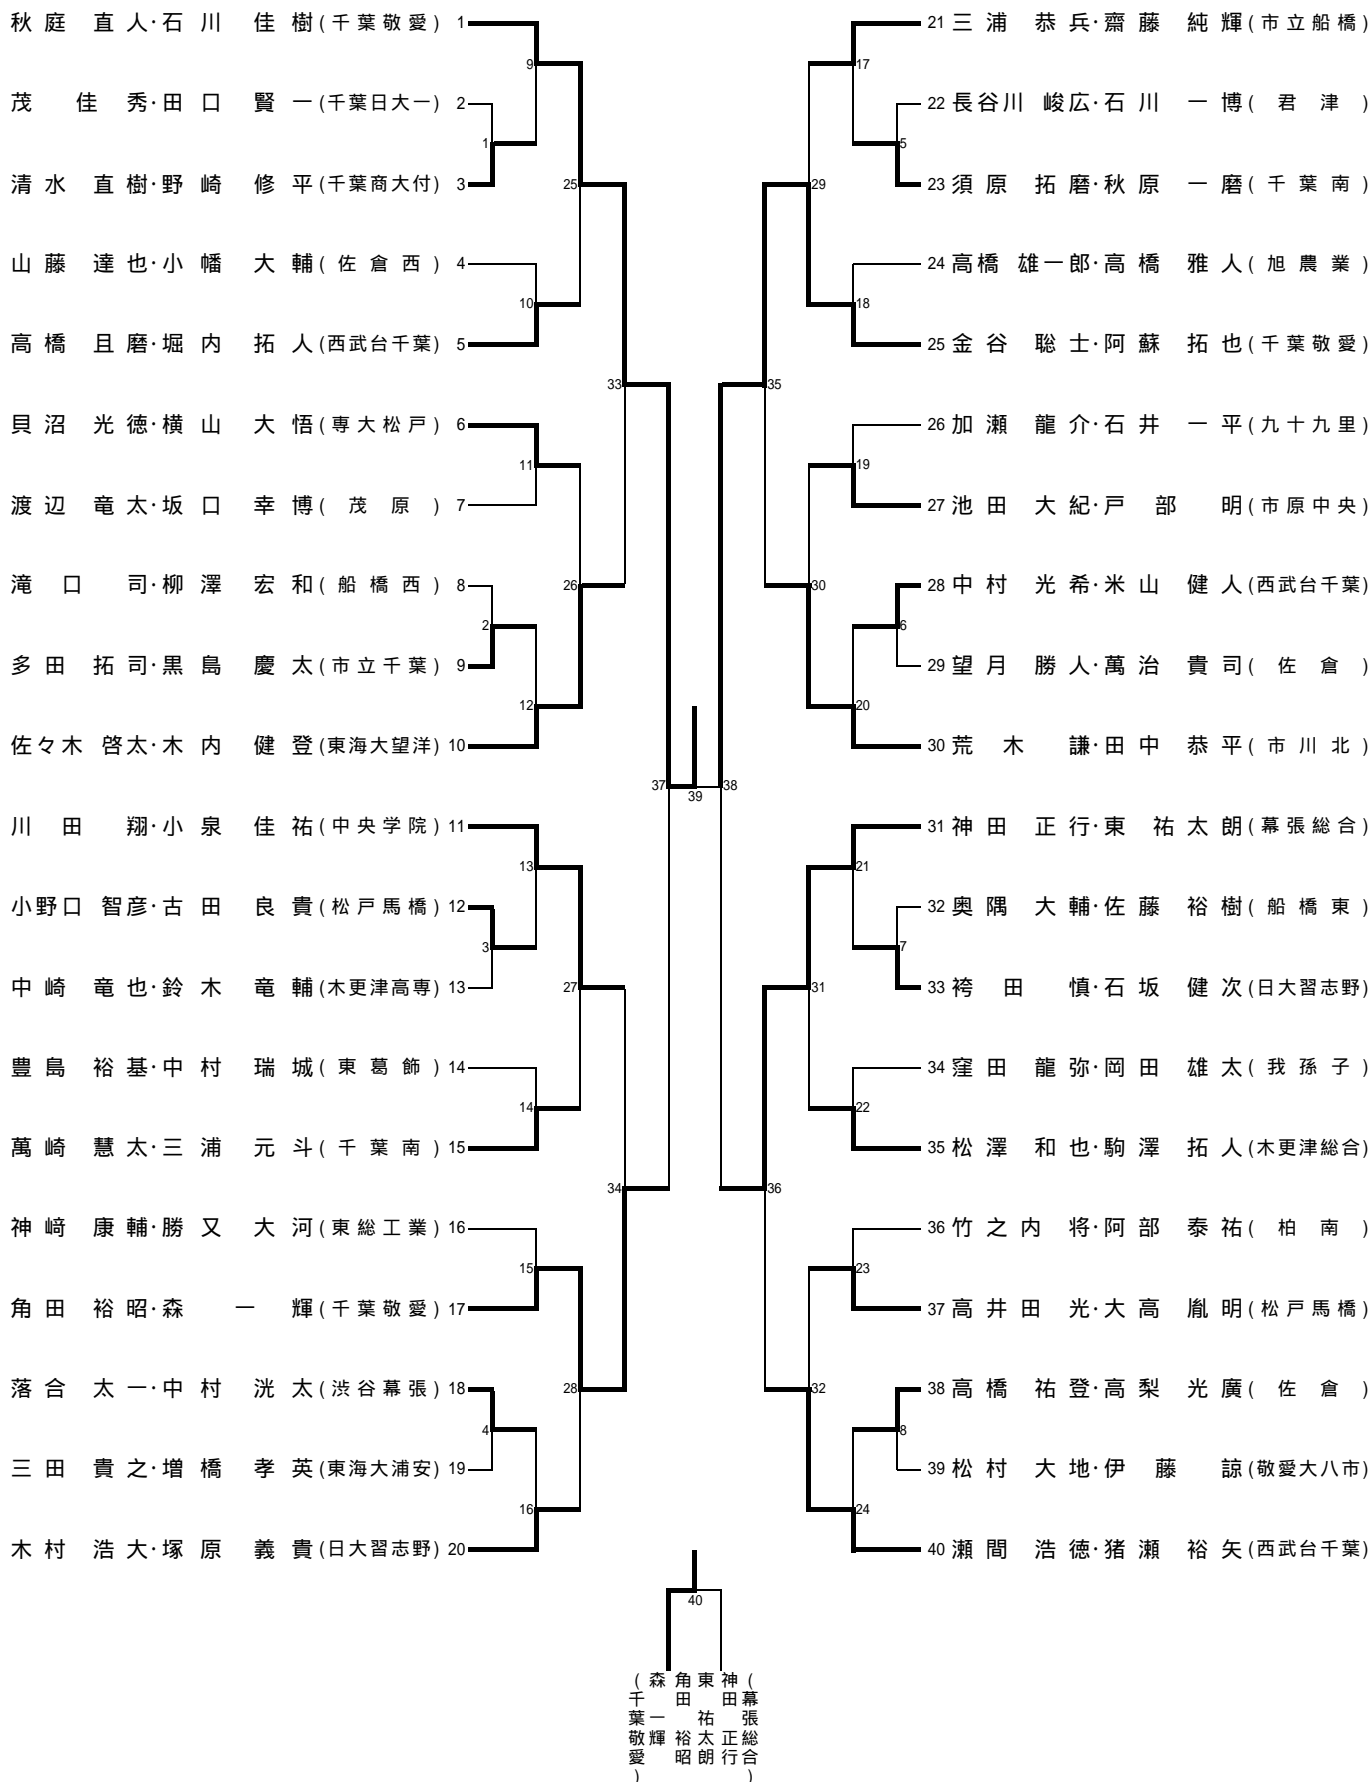 秋庭 直人・石川 佳樹 (千葉敬愛) 1
茂 佳秀・田口 賢一 (千葉日大一) 2
清水 直樹・野崎 修平 (千葉商大付) 3
山藤 達也・小幡 大輔 (佐倉西) 4
高橋 且磨・堀内 拓人 (西武台千葉) 5
貝沼 光徳・横山 大悟 (専大松戸) 6
渡辺 竜太・坂口 幸博 (茂原) 7
滝口 司・柳澤 宏和 (船橋西) 8
多田 拓司・黒島 慶太 (市立千葉) 9
佐々木 啓太・木内 健登 (東海大望洋) 10
川田 翔・小泉 佳祐 (中央学院) 11
小野口 智彦・古田 良貴 (松戸馬橋) 12
中崎 竜也・鈴木 竜輔 (木更津高専) 13
豊島 裕基・中村 瑞城 (東葛飾) 14
萬崎 慧太・三浦 元斗 (千葉南) 15
神﨑 康輔・勝又 大河 (東総工業) 16
角田 裕昭・森 一輝 (千葉敬愛) 17
落合 太一・中村 洸太 (渋谷幕張) 18
三田 貴之・増橋 孝英 (東海大浦安) 19
木村 浩大・塚原 義貴 (日大習志野) 20
9
1
25
10
33
11
26
2
12
37
13
3
27
14
34
15
28
4
16
39
38
17
5
29
18
35
19
30
6
20
21
7
31
22
36
23
32
8
24
21 三浦 恭兵・齋藤 純輝 (市立船橋)
22 長谷川 峻広・石川 一博 (君津)
23 須原 拓磨・秋原 一磨 (千葉南)
24 高橋 雄一郎・高橋 雅人 (旭農業)
25 金谷 聡士・阿蘇 拓也 (千葉敬愛)
26 加瀬 龍介・石井 一平 (九十九里)
27 池田 大紀・戸部 明 (市原中央)
28 中村 光希・米山 健人 (西武台千葉)
29 望月 勝人・萬治 貴司 (佐倉)
30 荒木 謙・田中 恭平 (市川北)
31 神田 正行・東 祐太朗 (幕張総合)
32 奥隅 大輔・佐藤 裕樹 (船橋東)
33 袴田 慎・石坂 健次 (日大習志野)
34 窪田 龍弥・岡田 雄太 (我孫子)
35 松澤 和也・駒澤 拓人 (木更津総合)
36 竹之内 将・阿部 泰祐 (柏南)
37 高井田 光・大高 胤明 (松戸馬橋)
38 高橋 祐登・高梨 光廣 (佐倉)
39 松村 大地・伊藤 諒 (敬愛大八市)
40 瀬間 浩徳・猪瀬 裕矢 (西武台千葉)
40
(幕張総合)
神田 正行
東 祐太朗
角田 裕昭
森 一輝
(千葉敬愛)